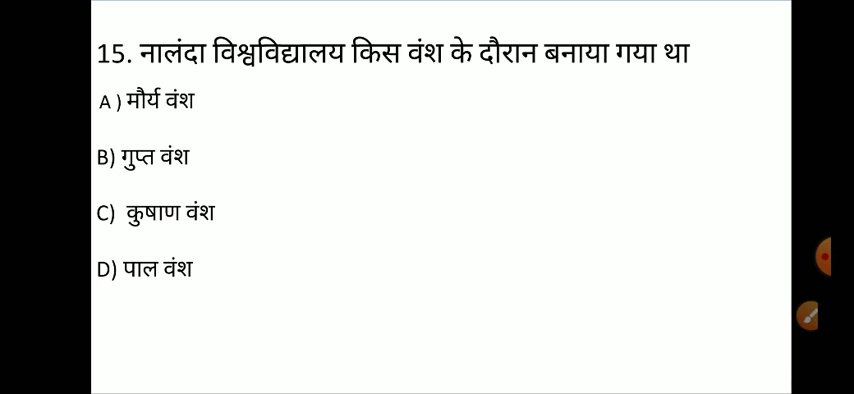 15. नालंदा विश्वविद्यालय किस वंश के दौरान बनाया गया था
A ) मौर्य वंश
B) गुप्त वंश
C) कुषाण वंश
D) पाल वंश